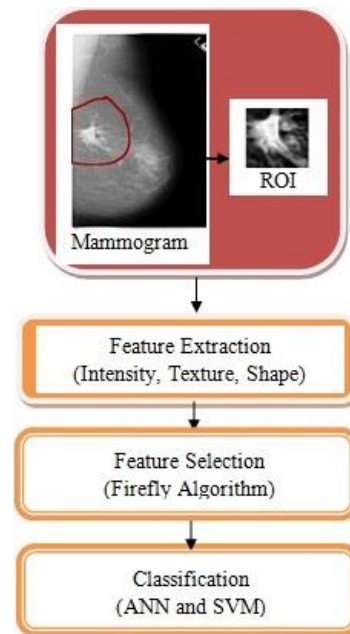 Mammogram
ROI
Feature Extraction
(Intensity, Texture, Shape)
Feature Selection
(Firefly Algorithm)
Classification
(ANN and SVM)